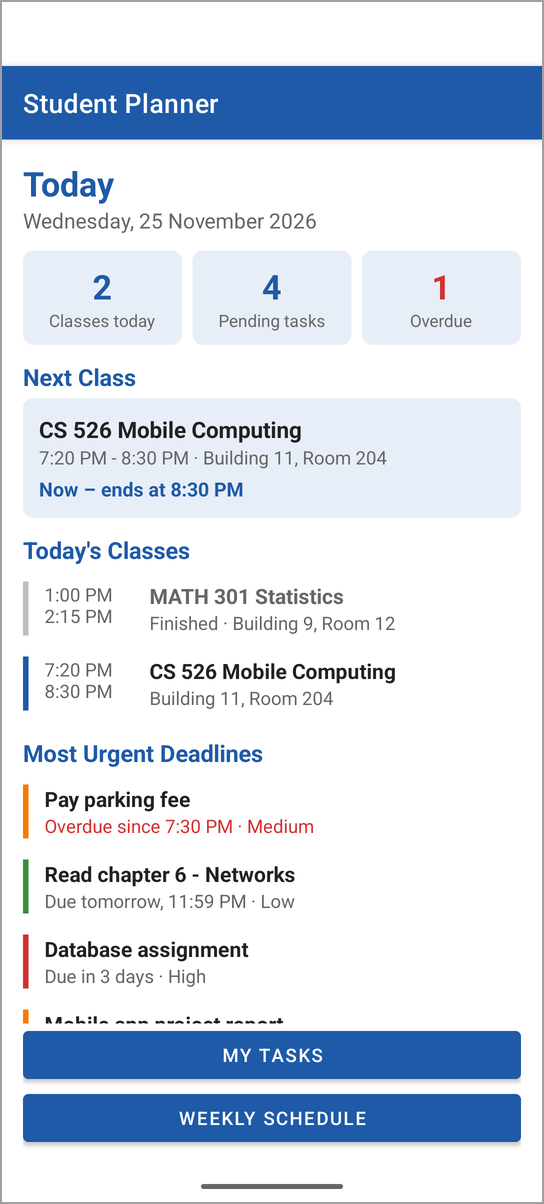 Student Planner
Today
Wednesday, 25 November 2026
2
Classes today
4
Pending tasks
1
Overdue
Next Class
CS 526 Mobile Computing
7:20 PM - 8:30 PM · Building 11, Room 204
Now – ends at 8:30 PM
Today's Classes
1:00 PM
2:15 PM
MATH 301 Statistics
Finished · Building 9, Room 12
7:20 PM
8:30 PM
CS 526 Mobile Computing
Building 11, Room 204
Most Urgent Deadlines
Pay parking fee
Overdue since 7:30 PM · Medium
Read chapter 6 - Networks
Due tomorrow, 11:59 PM · Low
Database assignment
Due in 3 days · High
Mobile app project report
MY TASKS
WEEKLY SCHEDULE